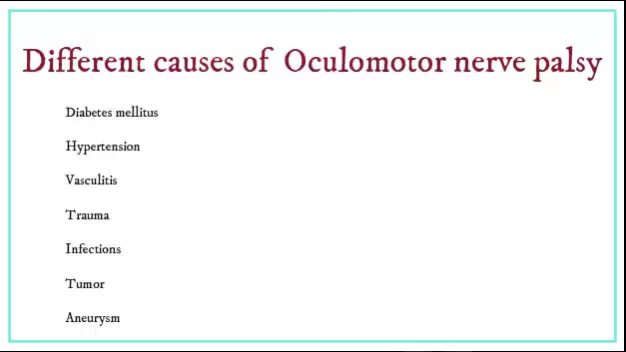 Different causes of Oculomotor nerve palsy
Diabetes mellitus
Hypertension
Vasculitis
Trauma
Infections
Tumor
Aneurysm